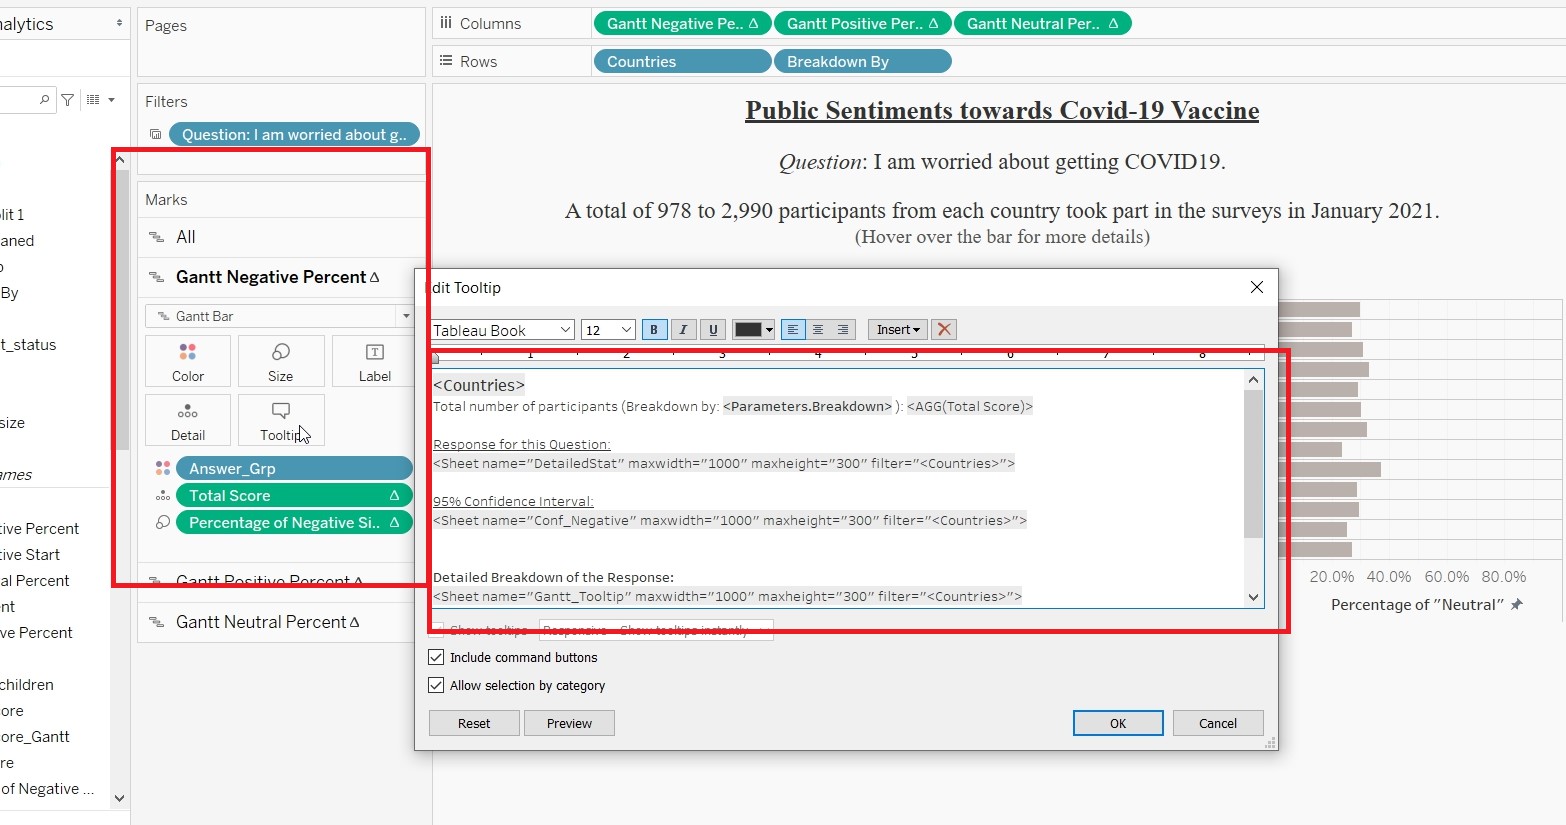 nalytics
lit 1
aned
By
t_status
size
ames
tive Percent
tive Start
al Percent
ent
ve Percent
children
ore
ore_Gantt
re
of Negative ...
Pages
Filters
Question: I am worried about g..
Marks
All
Gantt Negative Percent Δ
Gantt Bar
Color
Size
Label
Detail
Tooltip
Answer_Grp
Total Score Δ
Percentage of Negative Si.. Δ
Gantt Positive Percent Δ
Gantt Neutral Percent Δ
Columns
Gantt Negative Pe.. Δ
Gantt Positive Per.. Δ
Gantt Neutral Per.. Δ
Rows
Countries
Breakdown By
Public Sentiments towards Covid-19 Vaccine
Question: I am worried about getting COVID19.
A total of 978 to 2,990 participants from each country took part in the surveys in January 2021.
(Hover over the bar for more details)
dit Tooltip
Tableau Book
12
B I U
Insert
1 2 3 4 5 6 7 8
<Countries>
Total number of participants (Breakdown by: <Parameters.Breakdown> ): <AGG(Total Score)>
Response for this Question:
<Sheet name="DetailedStat" maxwidth="1000" maxheight="300" filter="<Countries>">
95% Confidence Interval:
<Sheet name="Conf_Negative" maxwidth="1000" maxheight="300" filter="<Countries>">
Detailed Breakdown of the Response:
<Sheet name="Gantt_Tooltip" maxwidth="1000" maxheight="300" filter="<Countries>">
Show tooltips
Responsive - Show tooltips instantly
Include command buttons
Allow selection by category
Reset
Preview
OK
Cancel
20.0% 40.0% 60.0% 80.0%
Percentage of "Neutral"